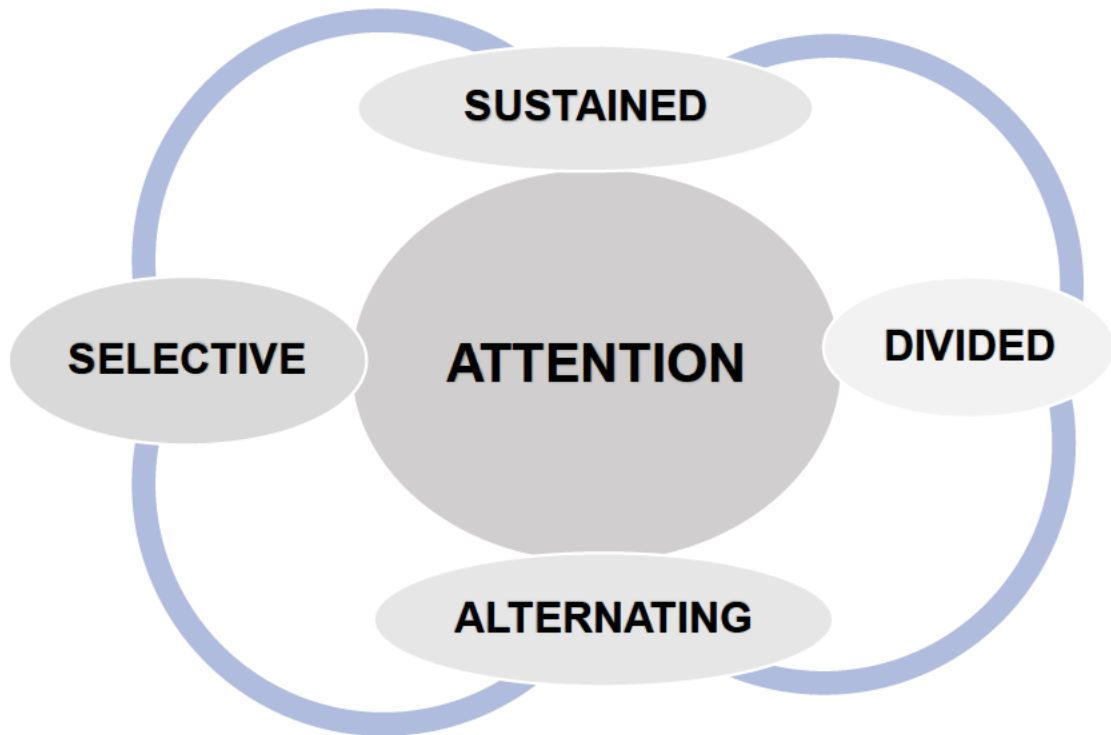 SUSTAINED
SELECTIVE
ATTENTION
DIVIDED
ALTERNATING